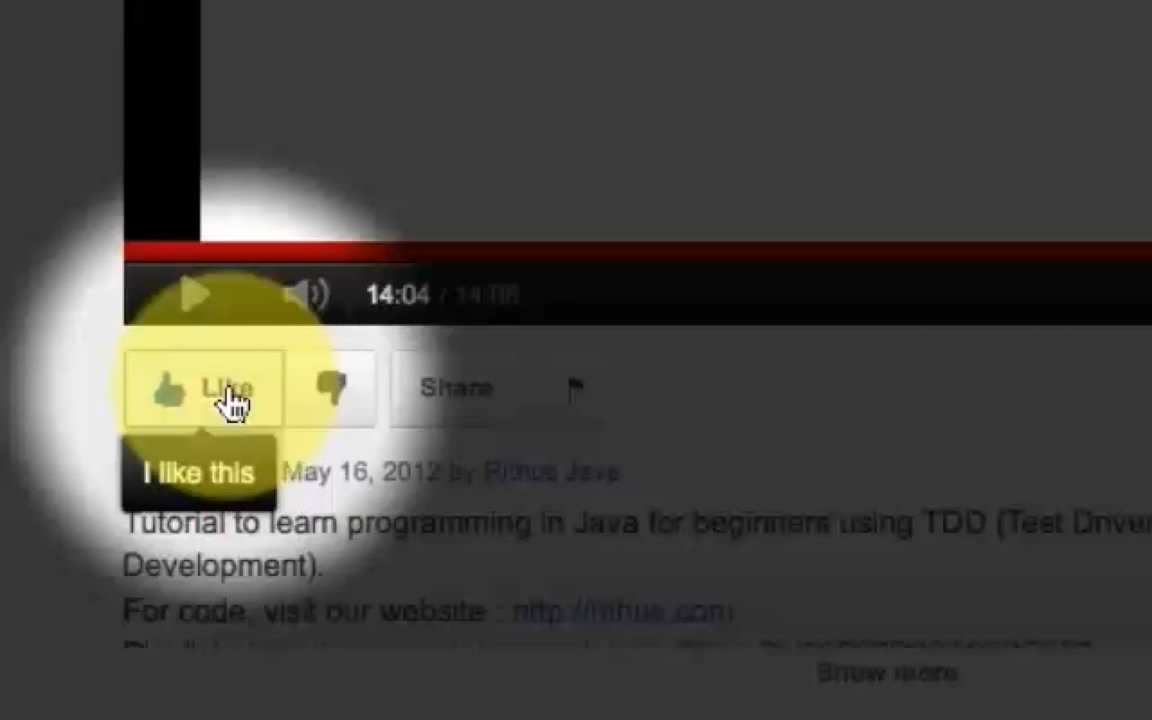 14:04 / 14:06
Like
Share
I like this
May 16, 2012 by Rithus Java
Tutorial to learn programming in Java for beginners using TDD (Test Driven
Development).
For code, visit our website : http://rithus.com
Show more